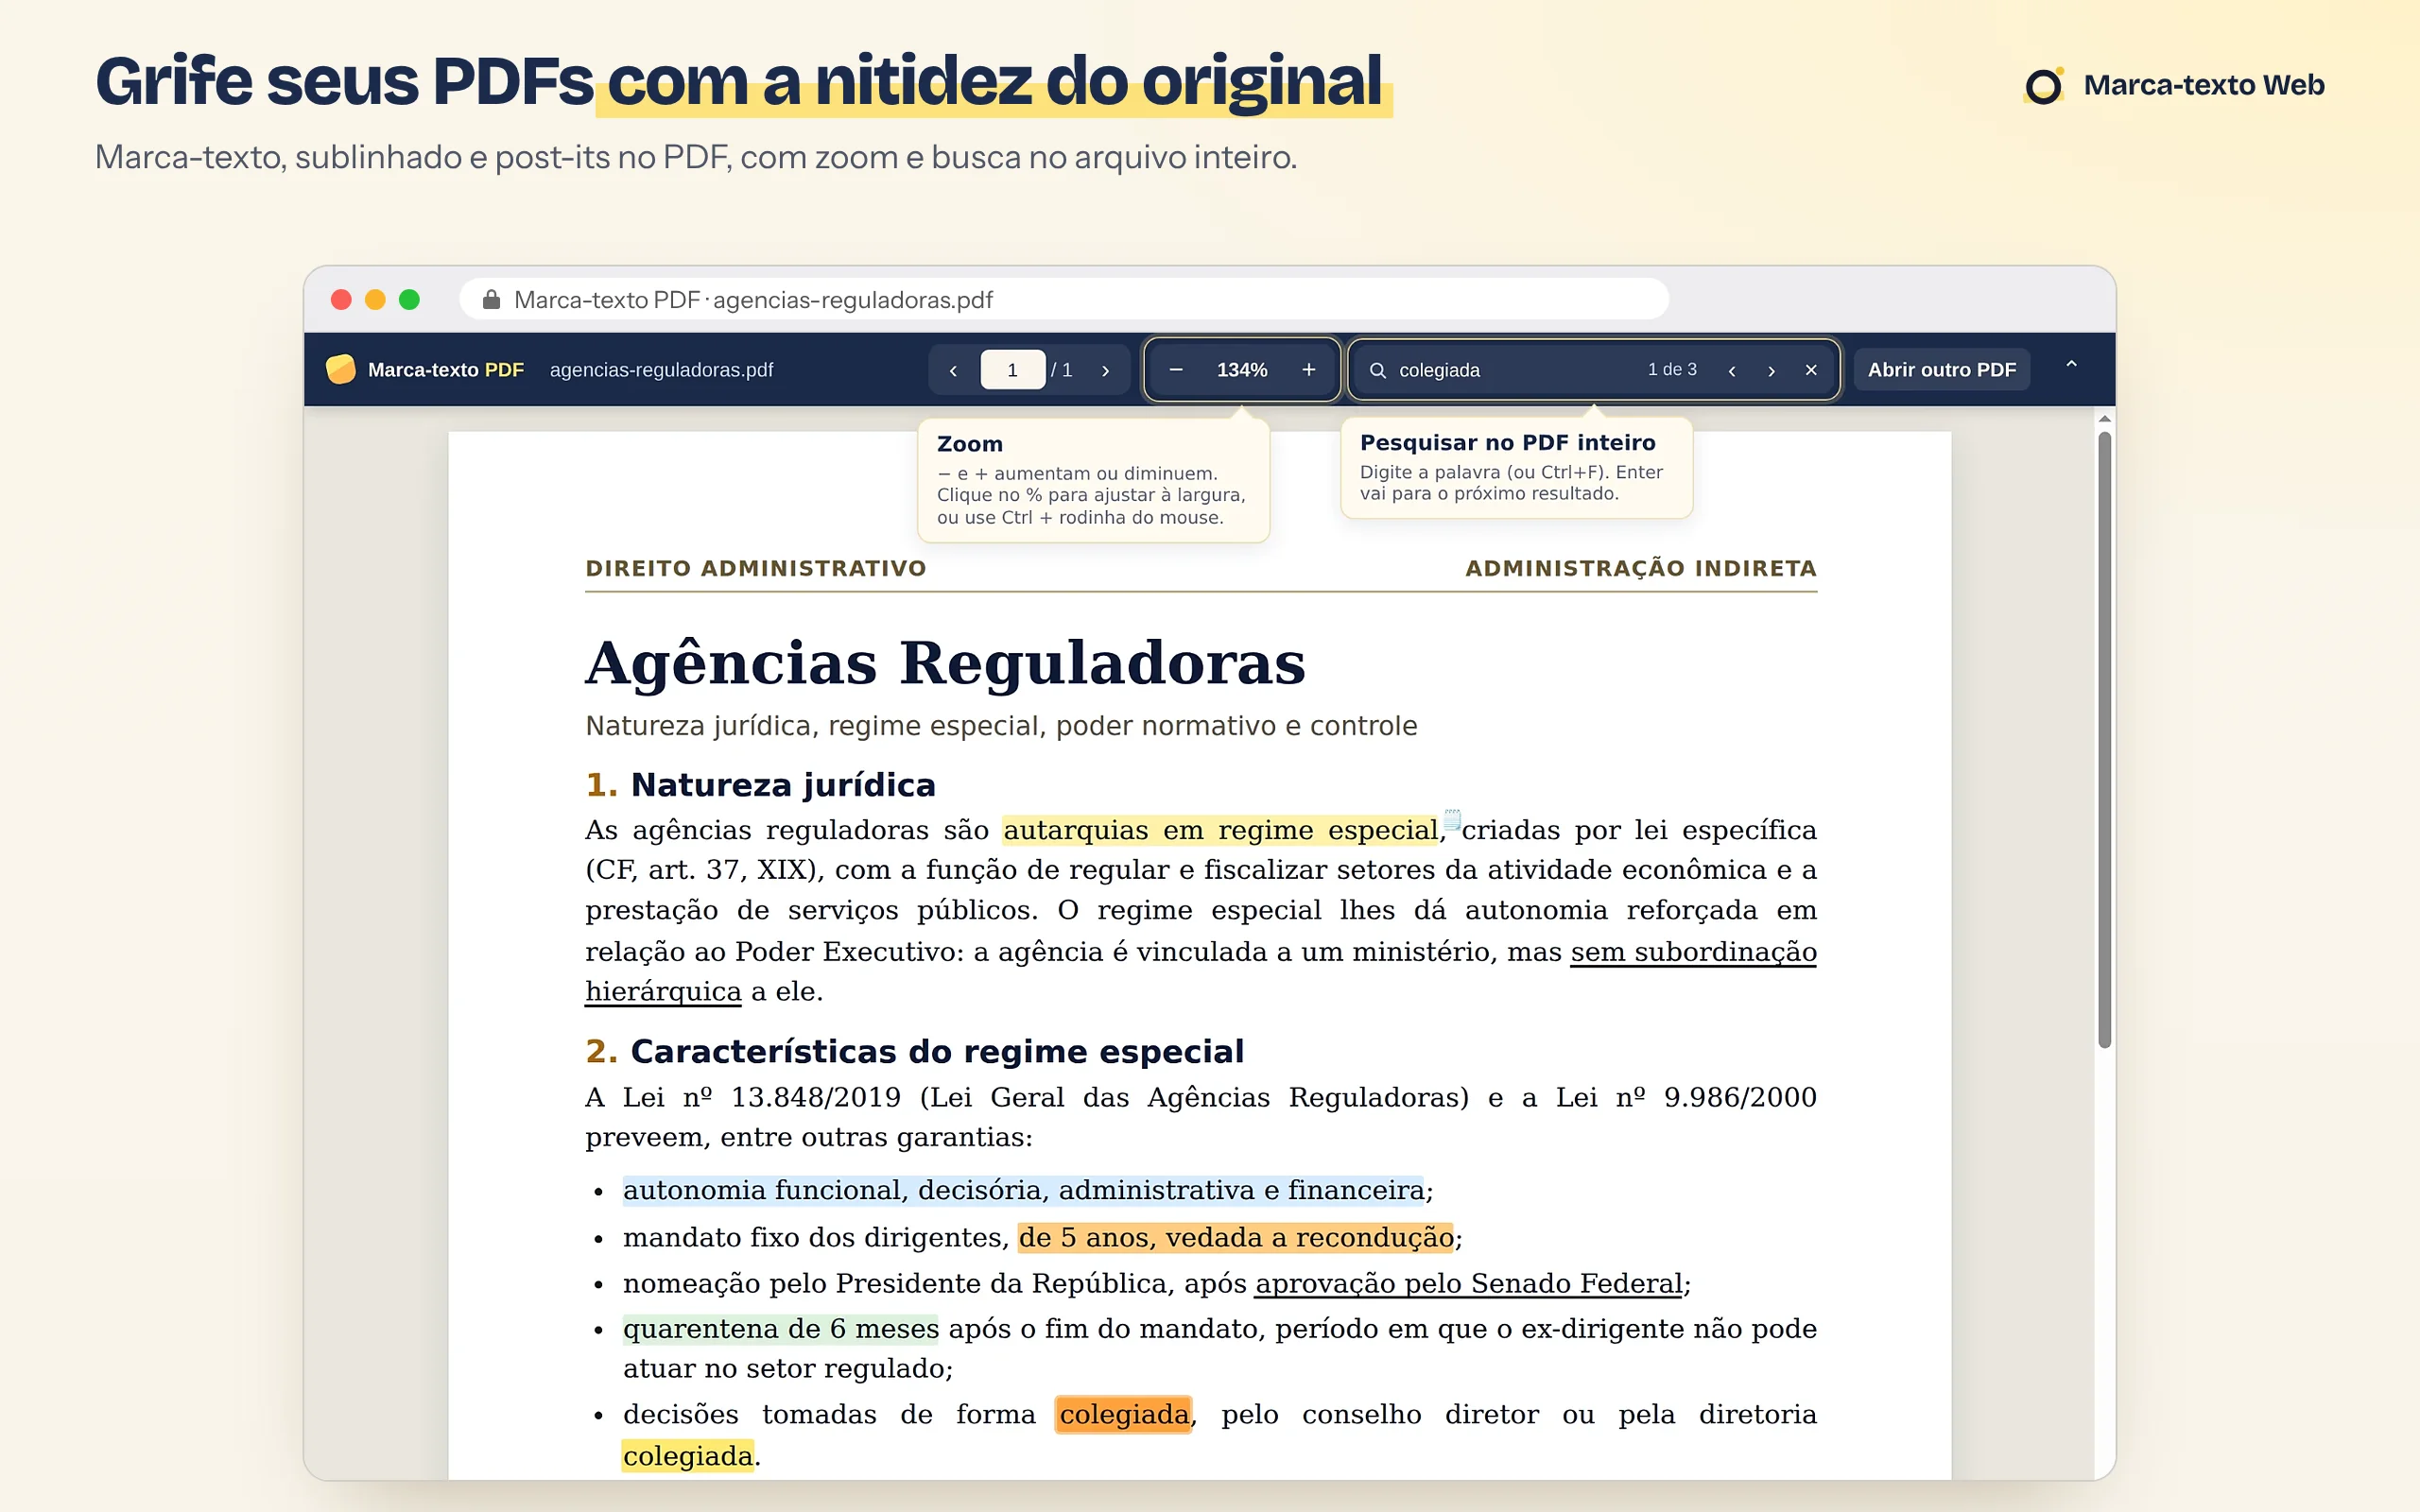 Grife seus PDFs com a nitidez do original
Marca-texto Web
Marca-texto, sublinhado e post-its no PDF, com zoom e busca no arquivo inteiro.
Marca-texto PDF · agencias-reguladoras.pdf
Marca-texto PDF agencias-reguladoras.pdf ‹ 1 / 1 › − 134% + colegiada 1 de 3 ‹ › × Abrir outro PDF
Zoom
− e + aumentam ou diminuem.
Clique no % para ajustar à largura,
ou use Ctrl + rodinha do mouse.
Pesquisar no PDF inteiro
Digite a palavra (ou Ctrl+F). Enter
vai para o próximo resultado.
DIREITO ADMINISTRATIVO ADMINISTRAÇÃO INDIRETA
Agências Reguladoras
Natureza jurídica, regime especial, poder normativo e controle
1. Natureza jurídica
As agências reguladoras são autarquias em regime especial, criadas por lei específica
(CF, art. 37, XIX), com a função de regular e fiscalizar setores da atividade econômica e a
prestação de serviços públicos. O regime especial lhes dá autonomia reforçada em
relação ao Poder Executivo: a agência é vinculada a um ministério, mas sem subordinação
hierárquica a ele.
2. Características do regime especial
A Lei nº 13.848/2019 (Lei Geral das Agências Reguladoras) e a Lei nº 9.986/2000
preveem, entre outras garantias:
• autonomia funcional, decisória, administrativa e financeira;
• mandato fixo dos dirigentes, de 5 anos, vedada a recondução;
• nomeação pelo Presidente da República, após aprovação pelo Senado Federal;
• quarentena de 6 meses após o fim do mandato, período em que o ex-dirigente não pode
atuar no setor regulado;
• decisões tomadas de forma colegiada, pelo conselho diretor ou pela diretoria
colegiada.